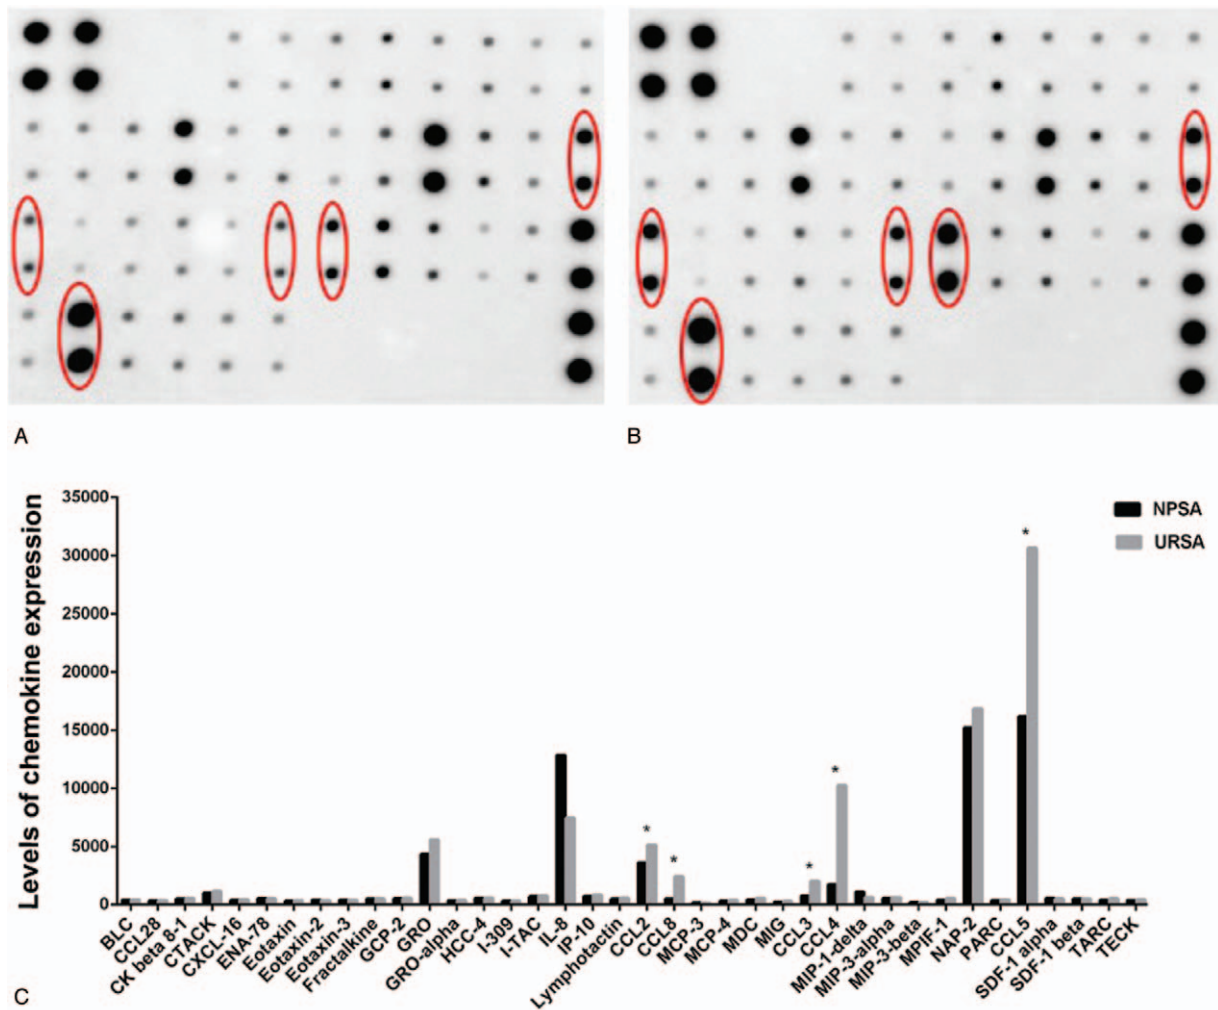 A
B
Levels of chemokine expression
35000
30000
25000
20000
15000
10000
5000
0
NPSA
URSA
*
*
*
*
*
BLC
CCL28
CK beta 8-1
CTACK
CXCL-16
ENA-78
Eotaxin
Eotaxin-2
Eotaxin-3
Fractalkine
GCP-2
GRO
GRO-alpha
HCC-4
I-309
I-TAC
IL-8
IP-10
Lymphotactin
CCL2
CCL8
MCP-3
MCP-4
MDC
MIG
CCL3
CCL4
MIP-1-delta
MIP-3-alpha
MIP-3-beta
MPIF-1
NAP-2
PARC
CCL5
SDF-1 alpha
SDF-1 beta
TARC
TECK
C